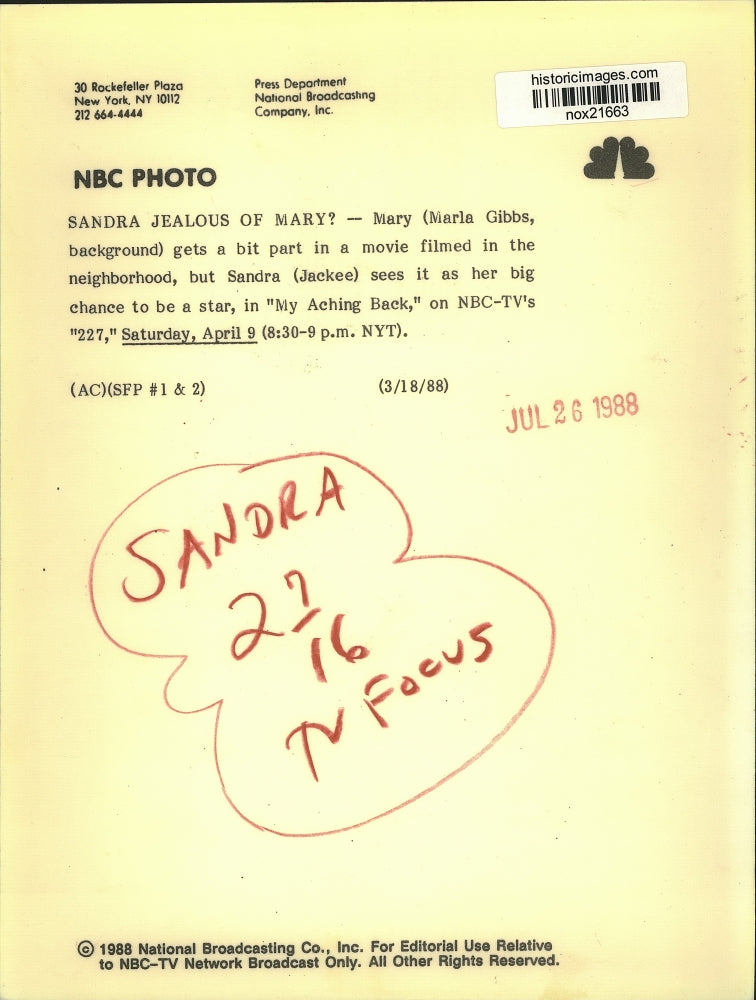 historicimages.com
nox21663
30 Rockefeller Plaza
New York, NY 10112
212 664-4444
Press Department
National Broadcasting
Company, Inc.
NBC PHOTO
SANDRA JEALOUS OF MARY? -- Mary (Marla Gibbs,
background) gets a bit part in a movie filmed in the
neighborhood, but Sandra (Jackee) sees it as her big
chance to be a star, in "My Aching Back," on NBC-TV's
"227," Saturday, April 9 (8:30-9 p.m. NYT).
(AC)(SFP #1 & 2) (3/18/88)
JUL 26 1988
SANDRA
2 7/16
TV FOCUS
© 1988 National Broadcasting Co., Inc. For Editorial Use Relative
to NBC-TV Network Broadcast Only. All Other Rights Reserved.